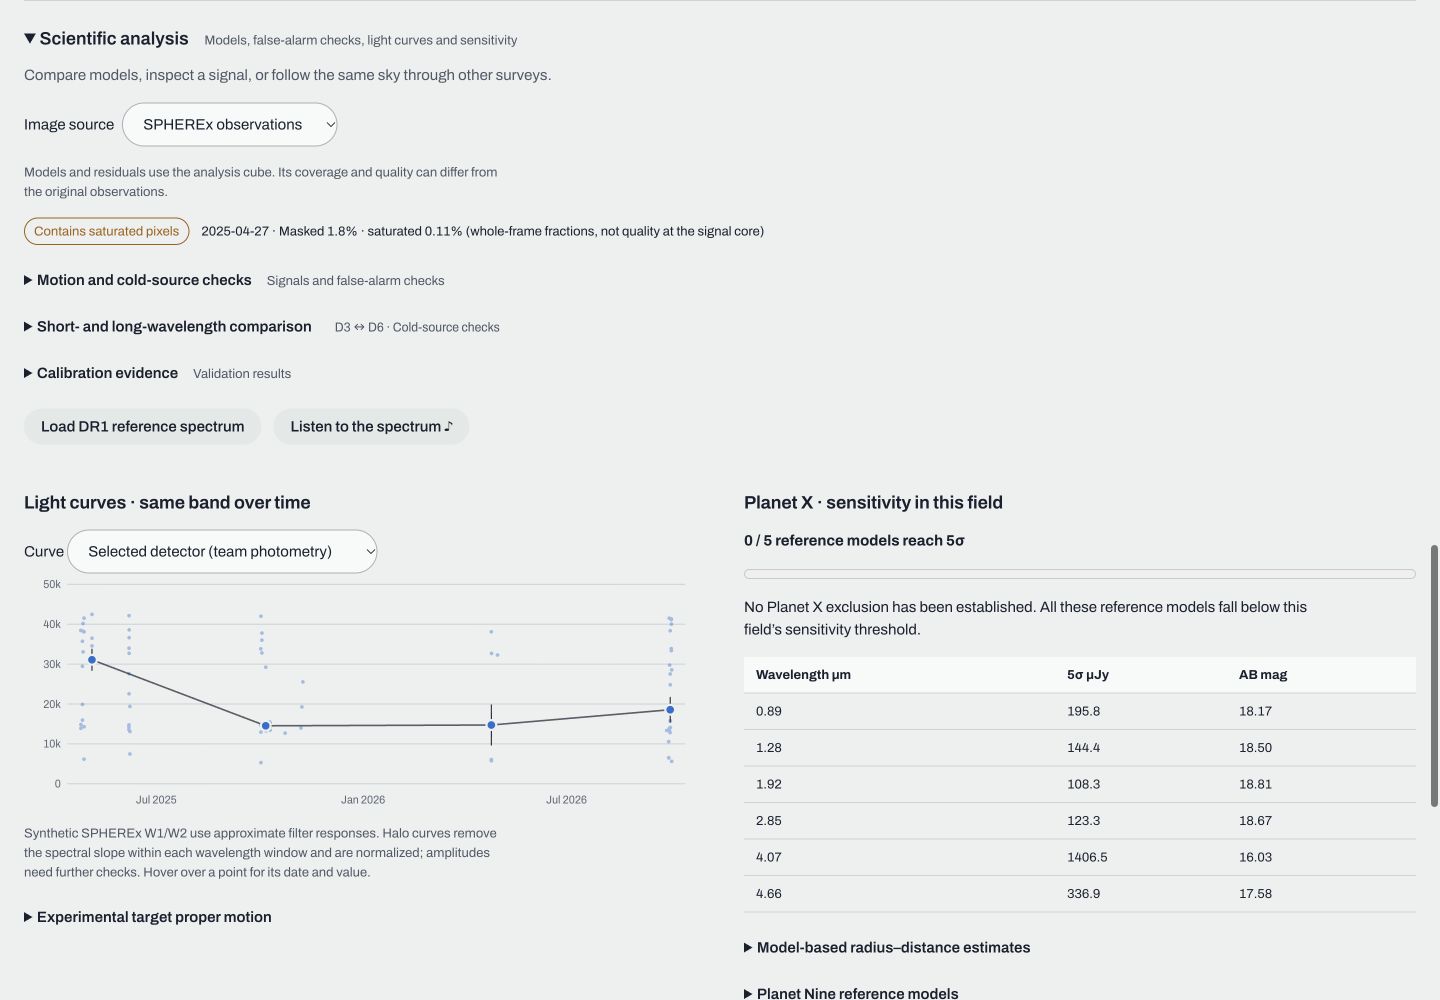 ▼ Scientific analysis Models, false-alarm checks, light curves and sensitivity
Compare models, inspect a signal, or follow the same sky through other surveys.
Image source SPHEREx observations
Models and residuals use the analysis cube. Its coverage and quality can differ from
the original observations.
Contains saturated pixels 2025-04-27 · Masked 1.8% · saturated 0.11% (whole-frame fractions, not quality at the signal core)
▶ Motion and cold-source checks Signals and false-alarm checks
▶ Short- and long-wavelength comparison D3 ↔ D6 · Cold-source checks
▶ Calibration evidence Validation results
Load DR1 reference spectrum Listen to the spectrum ♪
Light curves · same band over time
Curve Selected detector (team photometry)
50k
40k
30k
20k
10k
0
Jul 2025 Jan 2026 Jul 2026
Synthetic SPHEREx W1/W2 use approximate filter responses. Halo curves remove
the spectral slope within each wavelength window and are normalized; amplitudes
need further checks. Hover over a point for its date and value.
▶ Experimental target proper motion
Planet X · sensitivity in this field
0 / 5 reference models reach 5σ
No Planet X exclusion has been established. All these reference models fall below this
field's sensitivity threshold.
Wavelength μm 5σ μJy AB mag
0.89 195.8 18.17
1.28 144.4 18.50
1.92 108.3 18.81
2.85 123.3 18.67
4.07 1406.5 16.03
4.66 336.9 17.58
▶ Model-based radius–distance estimates
▶ Planet Nine reference models